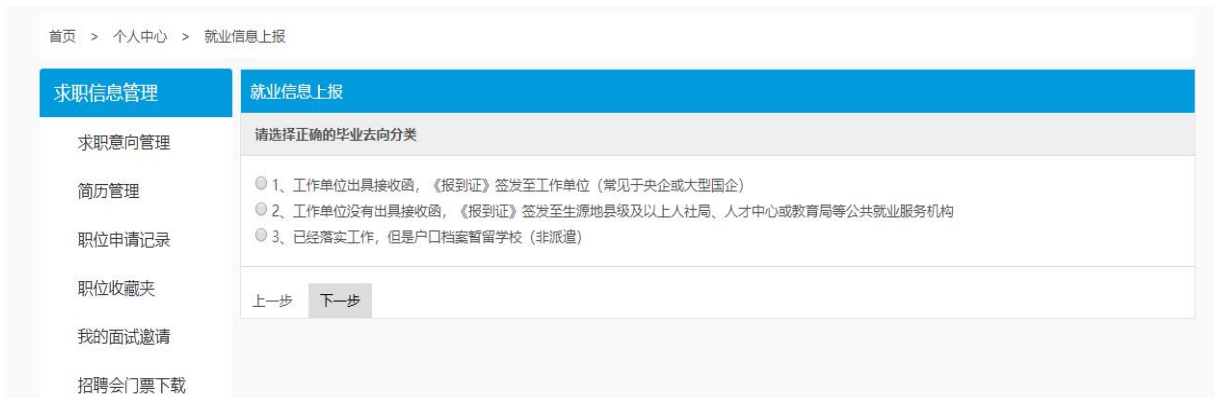 首页 > 个人中心 > 就业信息上报
求职信息管理
求职意向管理
简历管理
职位申请记录
职位收藏夹
我的面试邀请
招聘会门票下载
就业信息上报
请选择正确的毕业去向分类
1、工作单位出具接收函，《报到证》签发至工作单位（常见于央企或大型国企）
2、工作单位没有出具接收函，《报到证》签发至生源地县级及以上人社局、人才中心或教育局等公共就业服务机构
3、已经落实工作，但是户口档案暂留学校（非派遣）
上一步 下一步